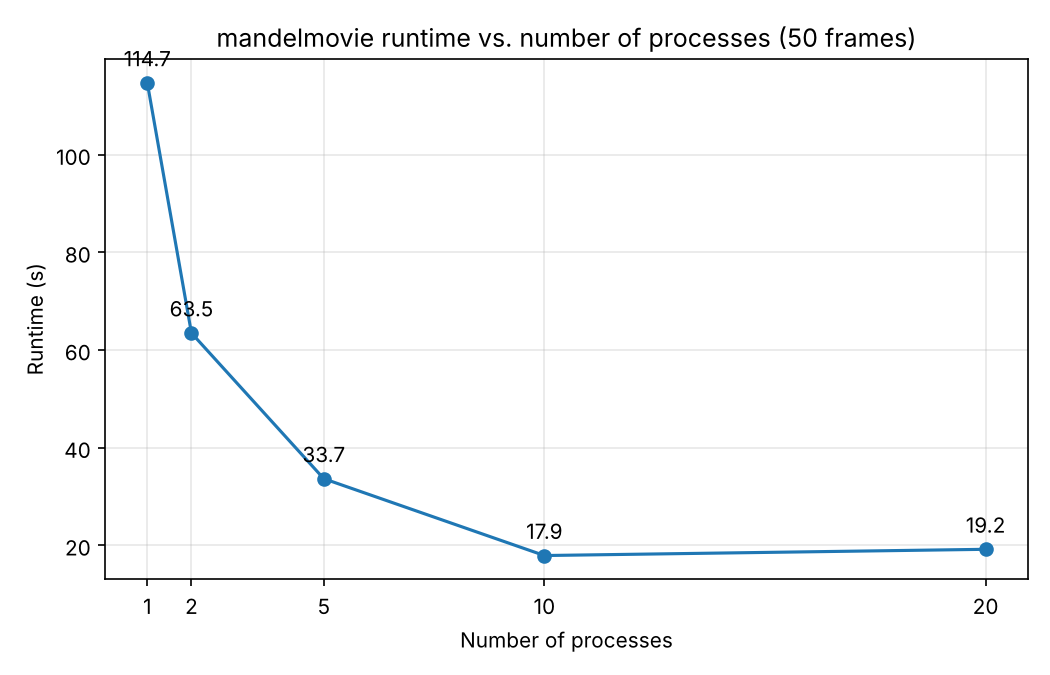 mandelmovie runtime vs. number of processes (50 frames)
114.7
100
80
63.5
60
40
33.7
20
17.9
19.2
Runtime (s)
1 2 5 10 20
Number of processes